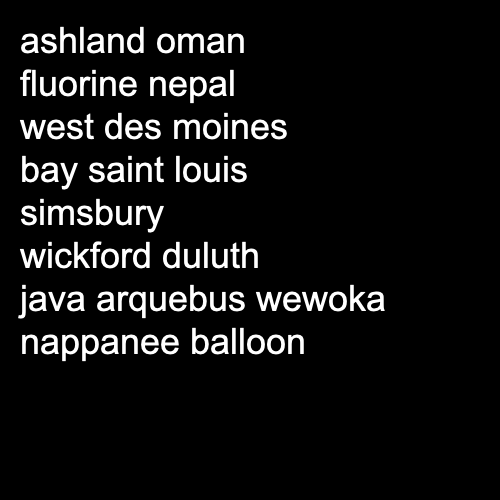 ashland oman
fluorine nepal
west des moines
bay saint louis
simsbury
wickford duluth
java arquebus wewoka
nappanee balloon